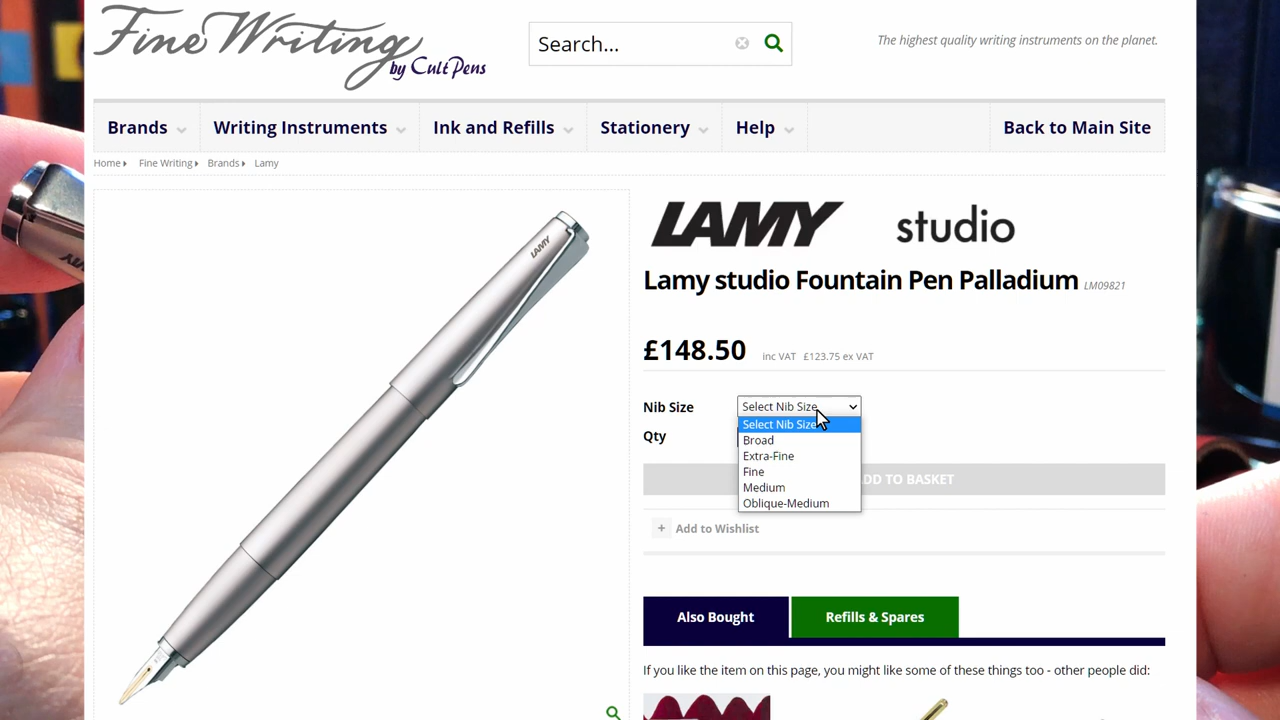 Fine Writing
by Cult Pens
Search...
The highest quality writing instruments on the planet.
Brands
Writing Instruments
Ink and Refills
Stationery
Help
Back to Main Site
Home
Fine Writing
Brands
Lamy
LAMY
LAMY studio
Lamy studio Fountain Pen Palladium LM09821
£148.50 inc VAT £123.75 ex VAT
Nib Size
Select Nib Size
Select Nib Size
Broad
Extra-Fine
Fine
Medium
Oblique-Medium
Qty
DD TO BASKET
+ Add to Wishlist
Also Bought
Refills & Spares
If you like the item on this page, you might like some of these things too - other people did: